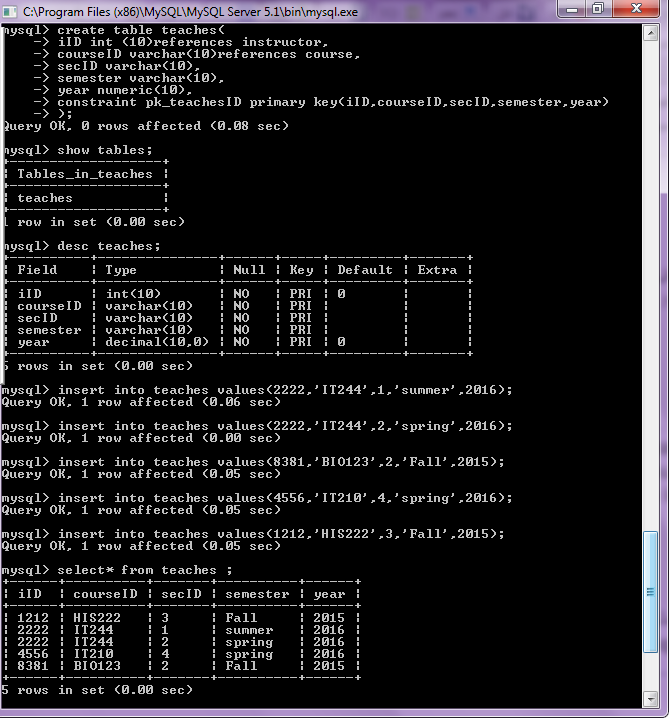 C:\Program Files (x86)\MySQL\MySQL Server 5.1\bin\mysql.exe
mysql> create table teaches(
    -> iID int (10)references instructor,
    -> courseID varchar(10)references course,
    -> secID varchar(10),
    -> semester varchar(10),
    -> year numeric(10),
    -> constraint pk_teachesID primary key(iID,courseID,secID,semester,year)
    -> );
Query OK, 0 rows affected (0.08 sec)
mysql> show tables;
+-------------------+
| Tables_in_teaches |
+-------------------+
| teaches           |
+-------------------+
1 row in set (0.00 sec)
mysql> desc teaches;
+----------+---------------+------+-----+---------+-------+
| Field    | Type          | Null | Key | Default | Extra |
+----------+---------------+------+-----+---------+-------+
| iID      | int(10)       | NO   | PRI | 0       |       |
| courseID | varchar(10)   | NO   | PRI |         |       |
| secID    | varchar(10)   | NO   | PRI |         |       |
| semester | varchar(10)   | NO   | PRI |         |       |
| year     | decimal(10,0) | NO   | PRI | 0       |       |
+----------+---------------+------+-----+---------+-------+
5 rows in set (0.00 sec)
mysql> insert into teaches values(2222,'IT244',1,'summer',2016);
Query OK, 1 row affected (0.06 sec)
mysql> insert into teaches values(2222,'IT244',2,'spring',2016);
Query OK, 1 row affected (0.00 sec)
mysql> insert into teaches values(8381,'BIO123',2,'Fall',2015);
Query OK, 1 row affected (0.05 sec)
mysql> insert into teaches values(4556,'IT210',4,'spring',2016);
Query OK, 1 row affected (0.05 sec)
mysql> insert into teaches values(1212,'HIS222',3,'Fall',2015);
Query OK, 1 row affected (0.05 sec)
mysql> select* from teaches ;
+------+----------+-------+----------+------+
| iID  | courseID | secID | semester | year |
+------+----------+-------+----------+------+
| 1212 | HIS222   | 3     | Fall     | 2015 |
| 2222 | IT244    | 1     | summer   | 2016 |
| 2222 | IT244    | 2     | spring   | 2016 |
| 4556 | IT210    | 4     | spring   | 2016 |
| 8381 | BIO123   | 2     | Fall     | 2015 |
+------+----------+-------+----------+------+
5 rows in set (0.00 sec)